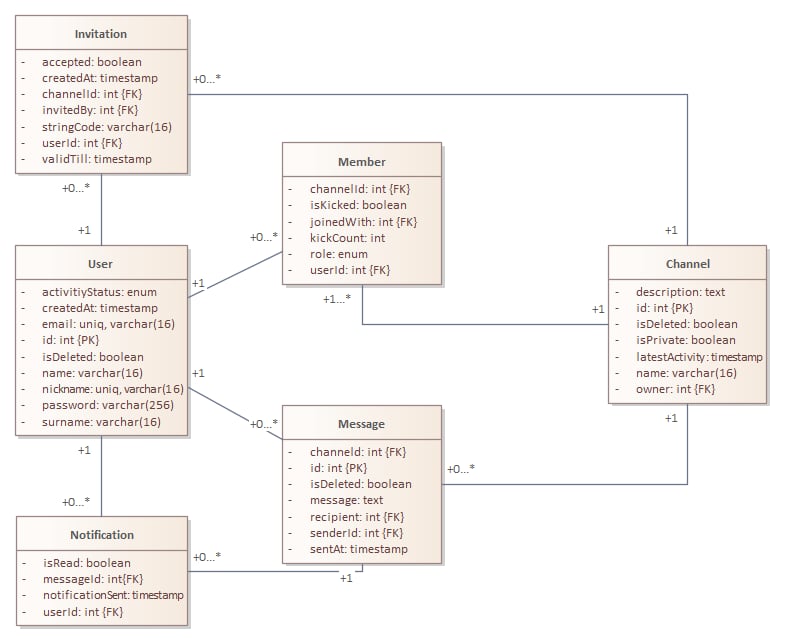 Invitation
- accepted: boolean
- createdAt: timestamp
- channelId: int {FK}
- invitedBy: int {FK}
- stringCode: varchar(16)
- userId: int {FK}
- validTill: timestamp
+0...*
+0...*
+1
Member
- channelId: int {FK}
- isKicked: boolean
- joinedWith: int {FK}
- kickCount: int
- role: enum
- userId: int {FK}
+0...*
+1
+1...*
+1
+1
User
- activitiyStatus: enum
- createdAt: timestamp
- email: uniq, varchar(16)
- id: int {PK}
- isDeleted: boolean
- name: varchar(16)
- nickname: uniq, varchar(16)
- password: varchar(256)
- surname: varchar(16)
Channel
- description: text
- id: int {PK}
- isDeleted: boolean
- isPrivate: boolean
- latestActivity: timestamp
- name: varchar(16)
- owner: int {FK}
+1
+0...*
+1
+1
+0...*
Message
- channelId: int {FK}
- id: int {PK}
- isDeleted: boolean
- message: text
- recipient: int {FK}
- senderId: int {FK}
- sentAt: timestamp
+0...*
+0...*
+1
Notification
- isRead: boolean
- messageId: int{FK}
- notificationSent: timestamp
- userId: int {FK}